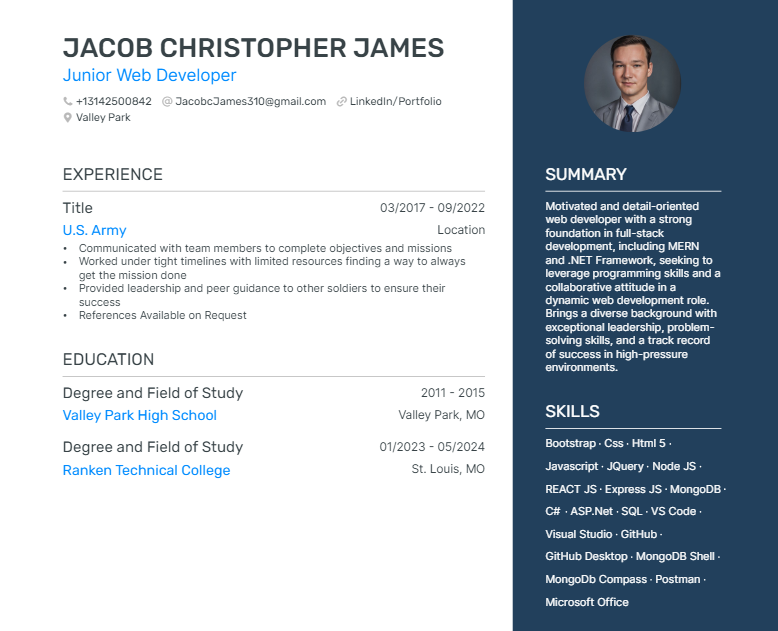 JACOB CHRISTOPHER JAMES
Junior Web Developer
+13142500842 JacobcJames310@gmail.com LinkedIn/Portfolio
Valley Park
EXPERIENCE
Title 03/2017 - 09/2022
U.S. Army Location
• Communicated with team members to complete objectives and missions
• Worked under tight timelines with limited resources finding a way to always
get the mission done
• Provided leadership and peer guidance to other soldiers to ensure their
success
• References Available on Request
EDUCATION
Degree and Field of Study 2011 - 2015
Valley Park High School Valley Park, MO
Degree and Field of Study 01/2023 - 05/2024
Ranken Technical College St. Louis, MO
SUMMARY
Motivated and detail-oriented
web developer with a strong
foundation in full-stack
development, including MERN
and .NET Framework, seeking to
leverage programming skills and a
collaborative attitude in a
dynamic web development role.
Brings a diverse background with
exceptional leadership, problem-
solving skills, and a track record
of success in high-pressure
environments.
SKILLS
Bootstrap · Css · Html 5 ·
Javascript · JQuery · Node JS ·
REACT JS · Express JS · MongoDB ·
C# · ASP.Net · SQL · VS Code ·
Visual Studio · GitHub ·
GitHub Desktop · MongoDB Shell ·
MongoDb Compass · Postman ·
Microsoft Office